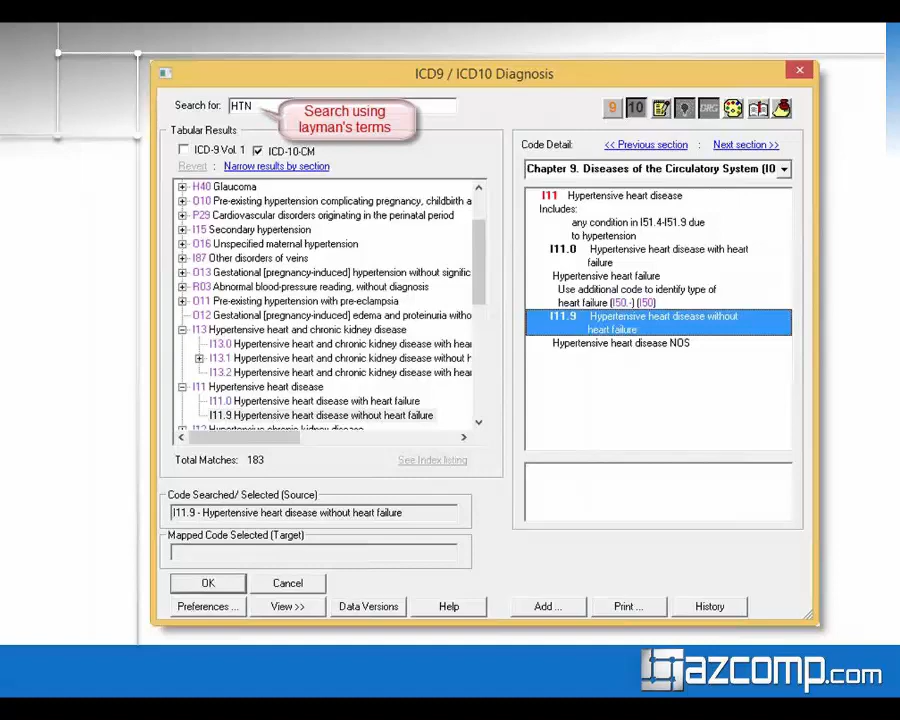 ICD9 / ICD10 Diagnosis
Search for: HTN
Search using
layman's terms
Tabular Results
ICD-9 Vol. 1 ICD-10-CM
Revert : Narrow results by section
H40 Glaucoma
O10 Pre-existing hypertension complicating pregnancy, childbirth a
P29 Cardiovascular disorders originating in the perinatal period
I15 Secondary hypertension
O16 Unspecified maternal hypertension
I87 Other disorders of veins
O13 Gestational [pregnancy-induced] hypertension without signific
R03 Abnormal blood-pressure reading, without diagnosis
O11 Pre-existing hypertension with pre-eclampsia
O12 Gestational [pregnancy-induced] edema and proteinuria witho
I13 Hypertensive heart and chronic kidney disease
I13.0 Hypertensive heart and chronic kidney disease with hear
I13.1 Hypertensive heart and chronic kidney disease without h
I13.2 Hypertensive heart and chronic kidney disease with hear
I11 Hypertensive heart disease
I11.0 Hypertensive heart disease with heart failure
I11.9 Hypertensive heart disease without heart failure
I12 Hypertensive chronic kidney disease
Total Matches: 183
See Index listing
Code Searched/ Selected (Source)
I11.9 - Hypertensive heart disease without heart failure
Mapped Code Selected (Target)
OK Cancel
Preferences ... View >> Data Versions Help
9 10 DRG
Code Detail: << Previous section : Next section >>
Chapter 9. Diseases of the Circulatory System (I0
I11 Hypertensive heart disease
Includes:
any condition in I51.4-I51.9 due
to hypertension
I11.0 Hypertensive heart disease with heart
failure
Hypertensive heart failure
Use additional code to identify type of
heart failure (I50.-) (I50)
I11.9 Hypertensive heart disease without
heart failure
Hypertensive heart disease NOS
Add ... Print ... History
azcomp.com